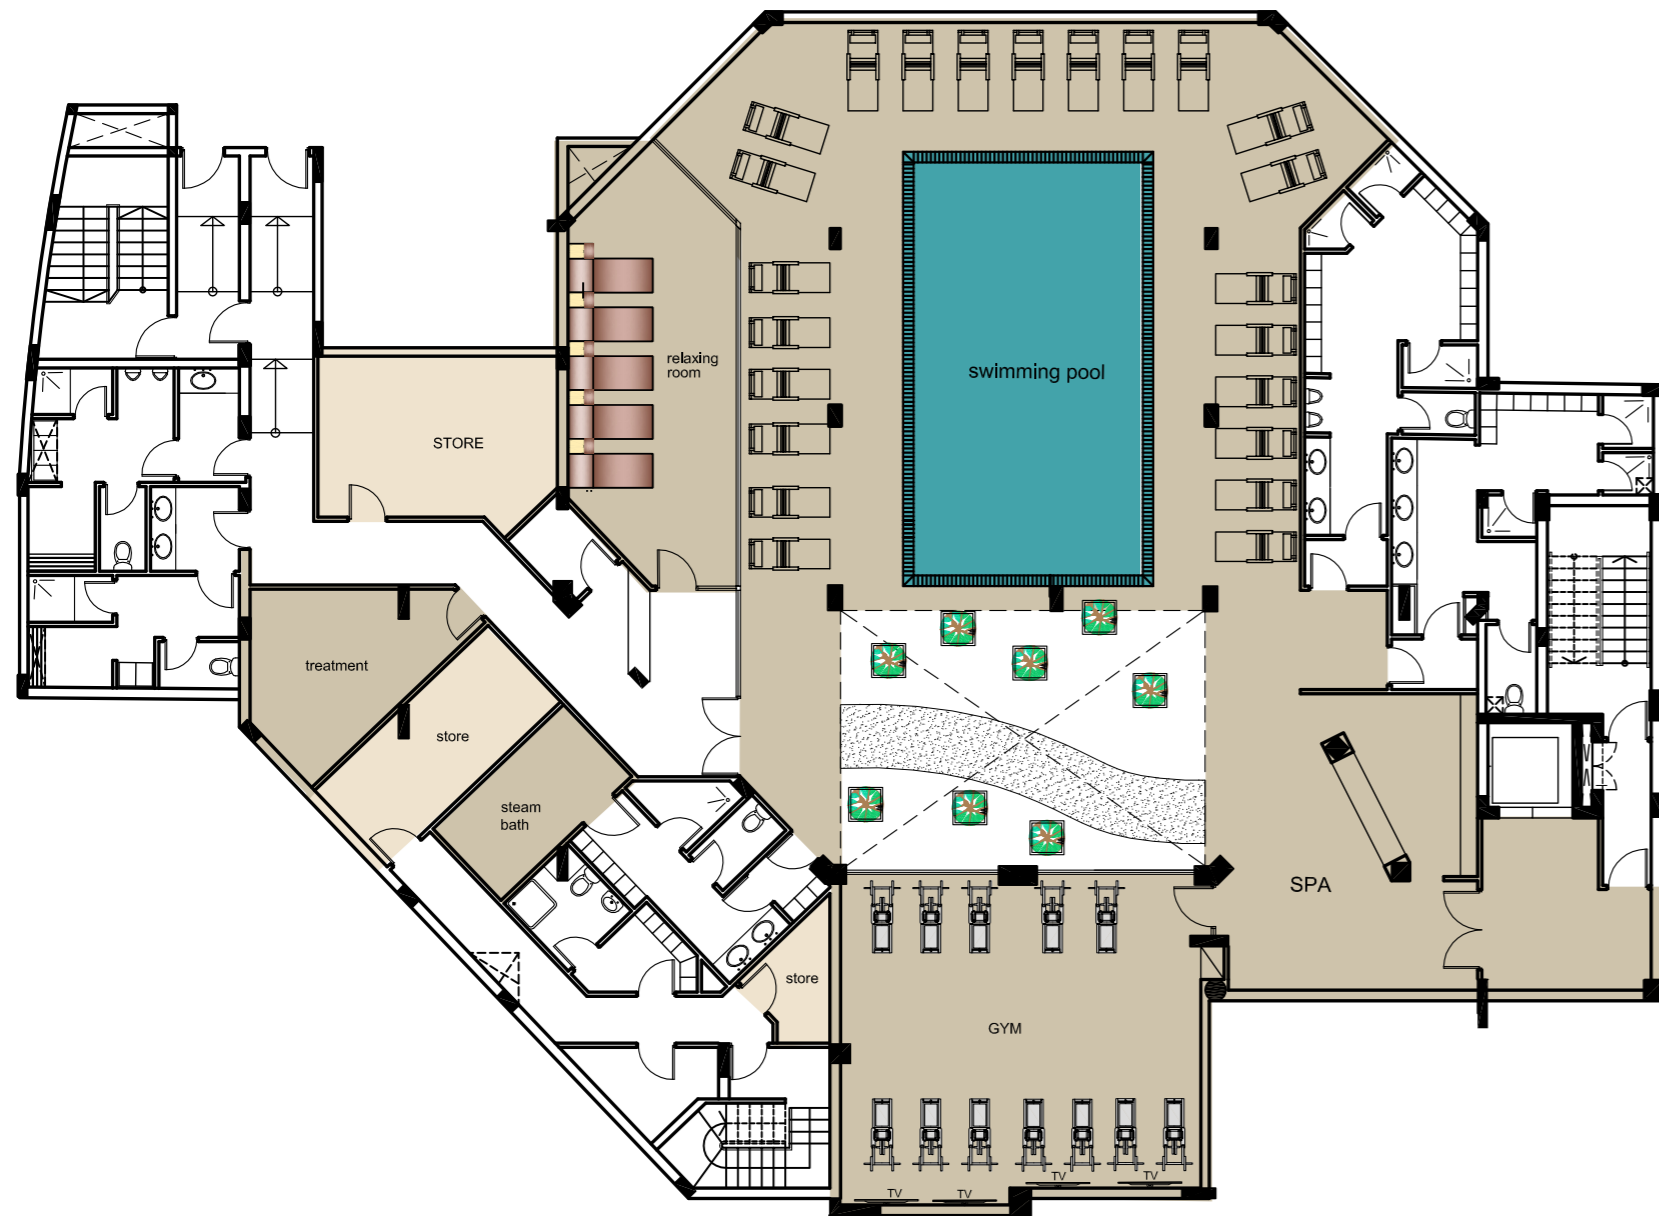 relaxing
room
swimming pool
STORE
treatment
store
steam
bath
SPA
store
GYM
TV
TV
TV
TV